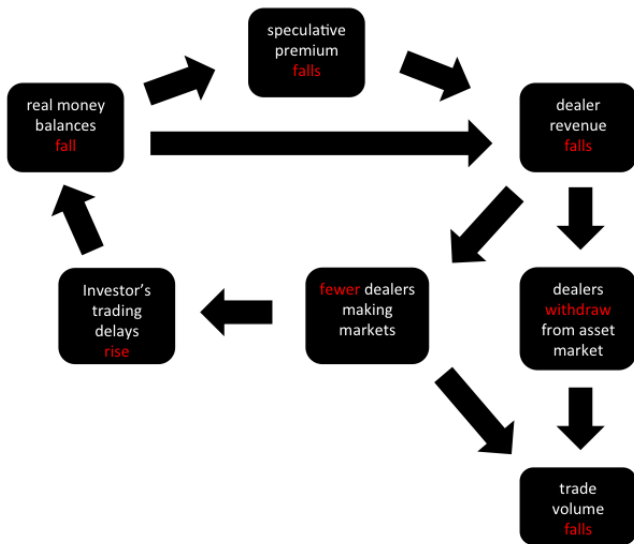 speculative
premium
falls
real money
balances
fall
dealer
revenue
falls
Investor's
trading
delays
rise
fewer dealers
making
markets
dealers
withdraw
from asset
market
trade
volume
falls